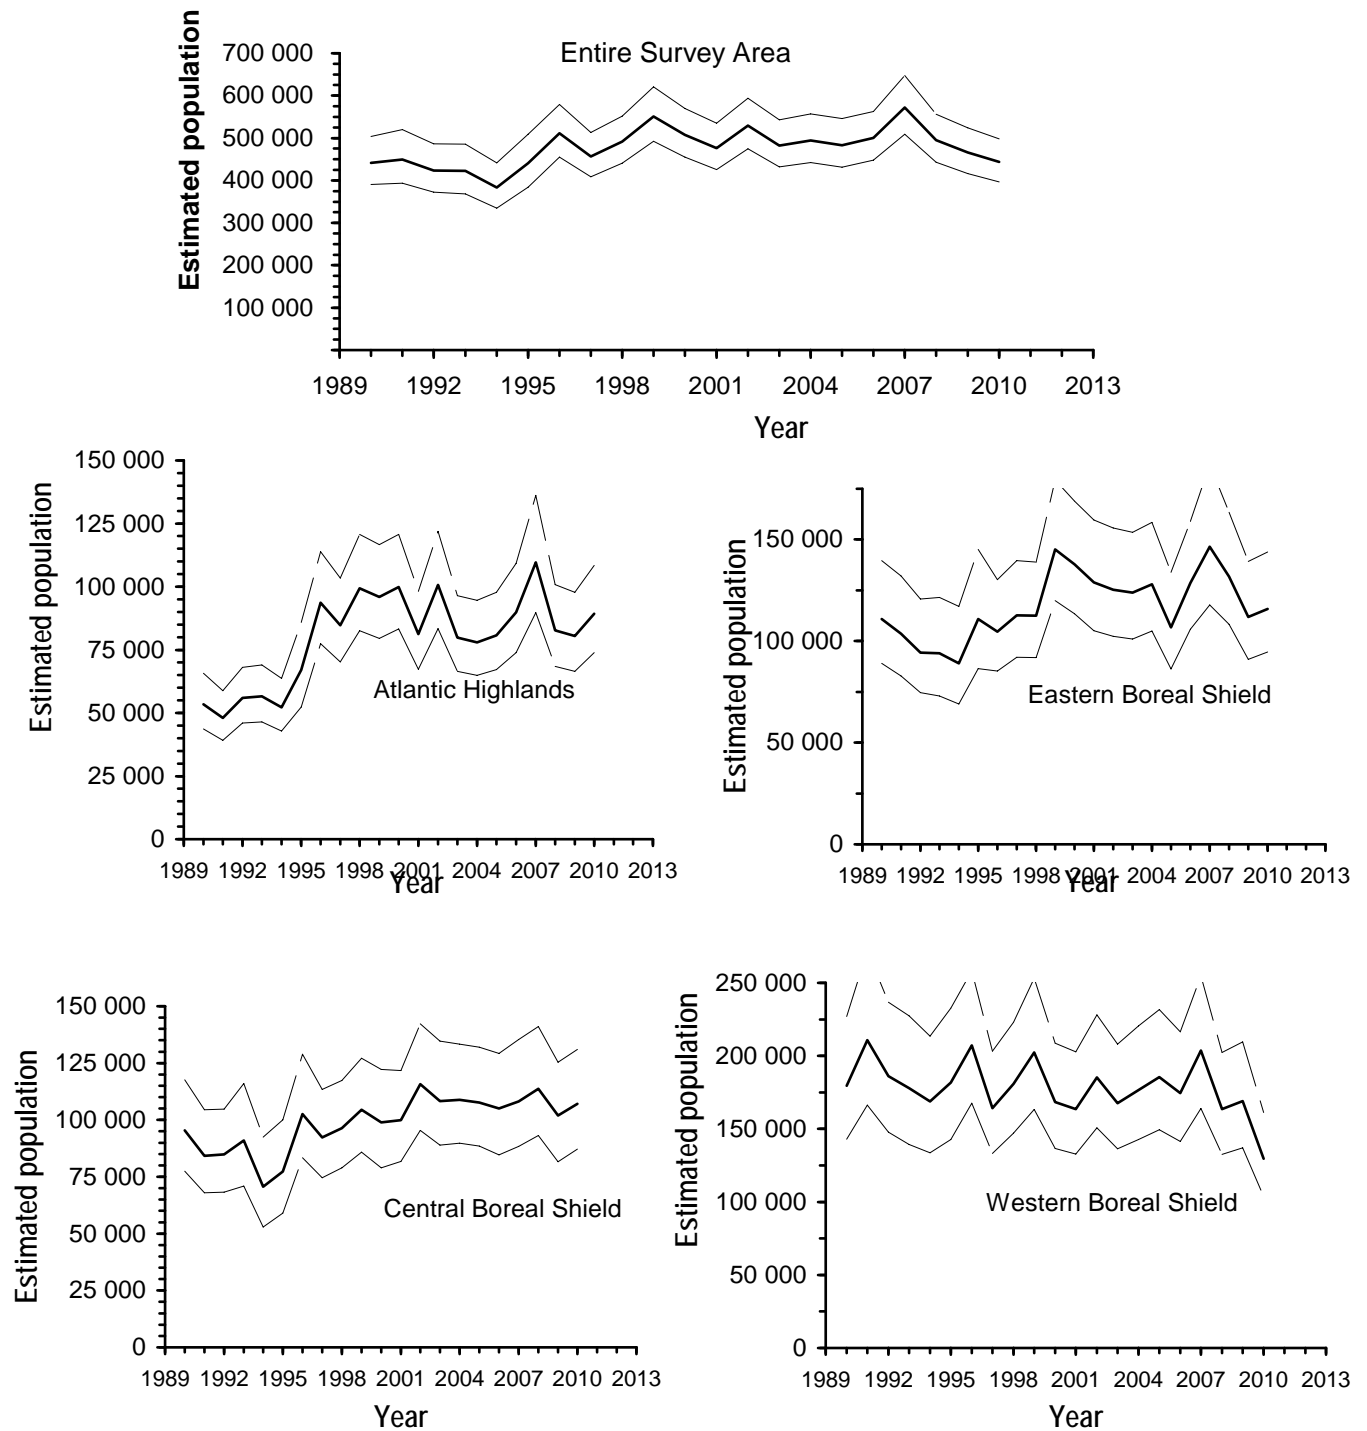 Entire Survey Area
Estimated population
700 000
600 000
500 000
400 000
300 000
200 000
100 000
1989 1992 1995 1998 2001 2004 2007 2010 2013
Year
Estimated population
150 000
125 000
100 000
75 000
50 000
25 000
0
Atlantic Highlands
1989 1992 1995 1998 2001 2004 2007 2010 2013
Year
Estimated population
150 000
100 000
50 000
0
Eastern Boreal Shield
1989 1992 1995 1998 2001 2004 2007 2010 2013
Year
Estimated population
150 000
125 000
100 000
75 000
50 000
25 000
0
Central Boreal Shield
1989 1992 1995 1998 2001 2004 2007 2010 2013
Year
Estimated population
250 000
200 000
150 000
100 000
50 000
0
Western Boreal Shield
1989 1992 1995 1998 2001 2004 2007 2010 2013
Year